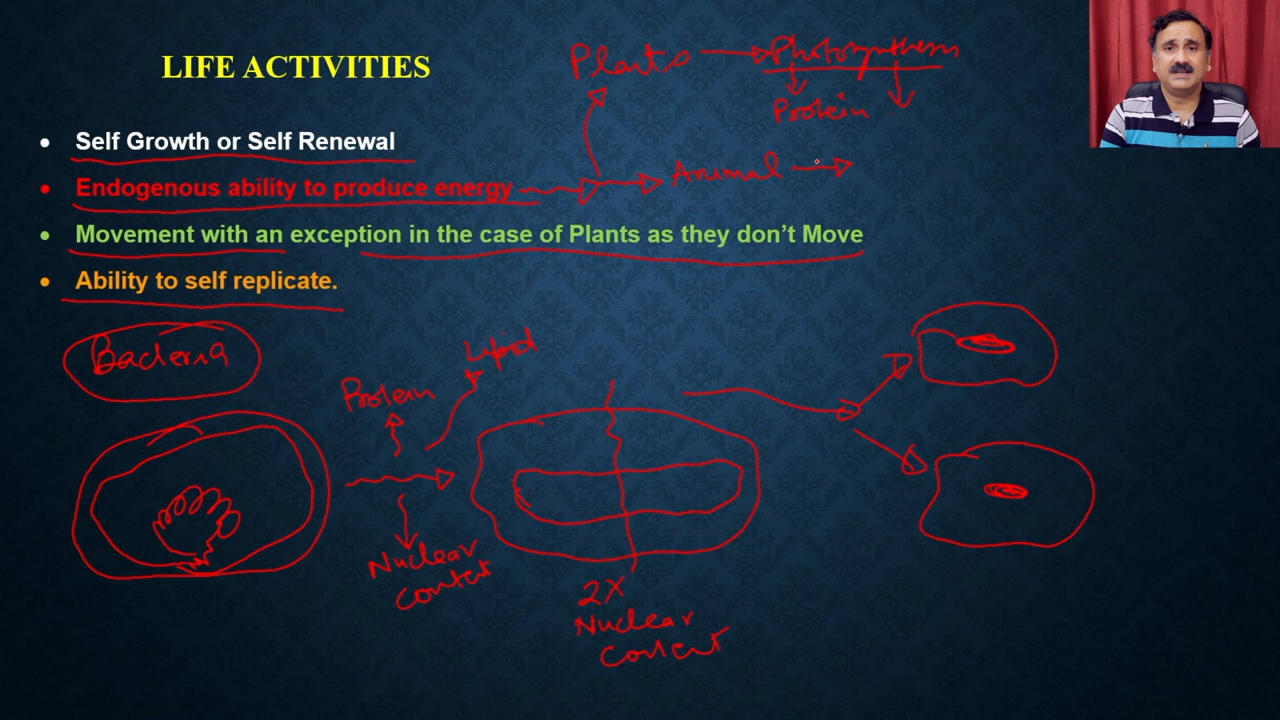 LIFE ACTIVITIES
Plants → Photosynthesis
Protein
• Self Growth or Self Renewal
Animal →
• Endogenous ability to produce energy
• Movement with an exception in the case of Plants as they don’t Move
• Ability to self replicate.
Bacteria
Lipid
Protein
Nuclear
content
2X
Nuclear
content